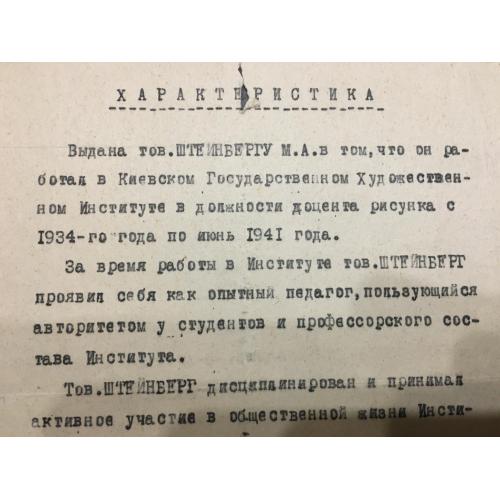 ХАРАКТЕРИСТИКА
Выдана тов.ШТЕЙНБЕРГУ М.А.в том,что он ра-
ботал в Киевском Государственном Художествен-
ном Институте в должности доцента рисунка с
1934-го года по июнь 1941 года.
За время работы в Институте тов.ШТЕЙНБЕРГ
проявил себя как опытный педагог,пользующийся
авторитетом у студентов и профессорского сос-
тава Института.
Тов.ШТЕЙНБЕРГ дисциплинирован и принимал
активное участие в общественной жизни Инсти-